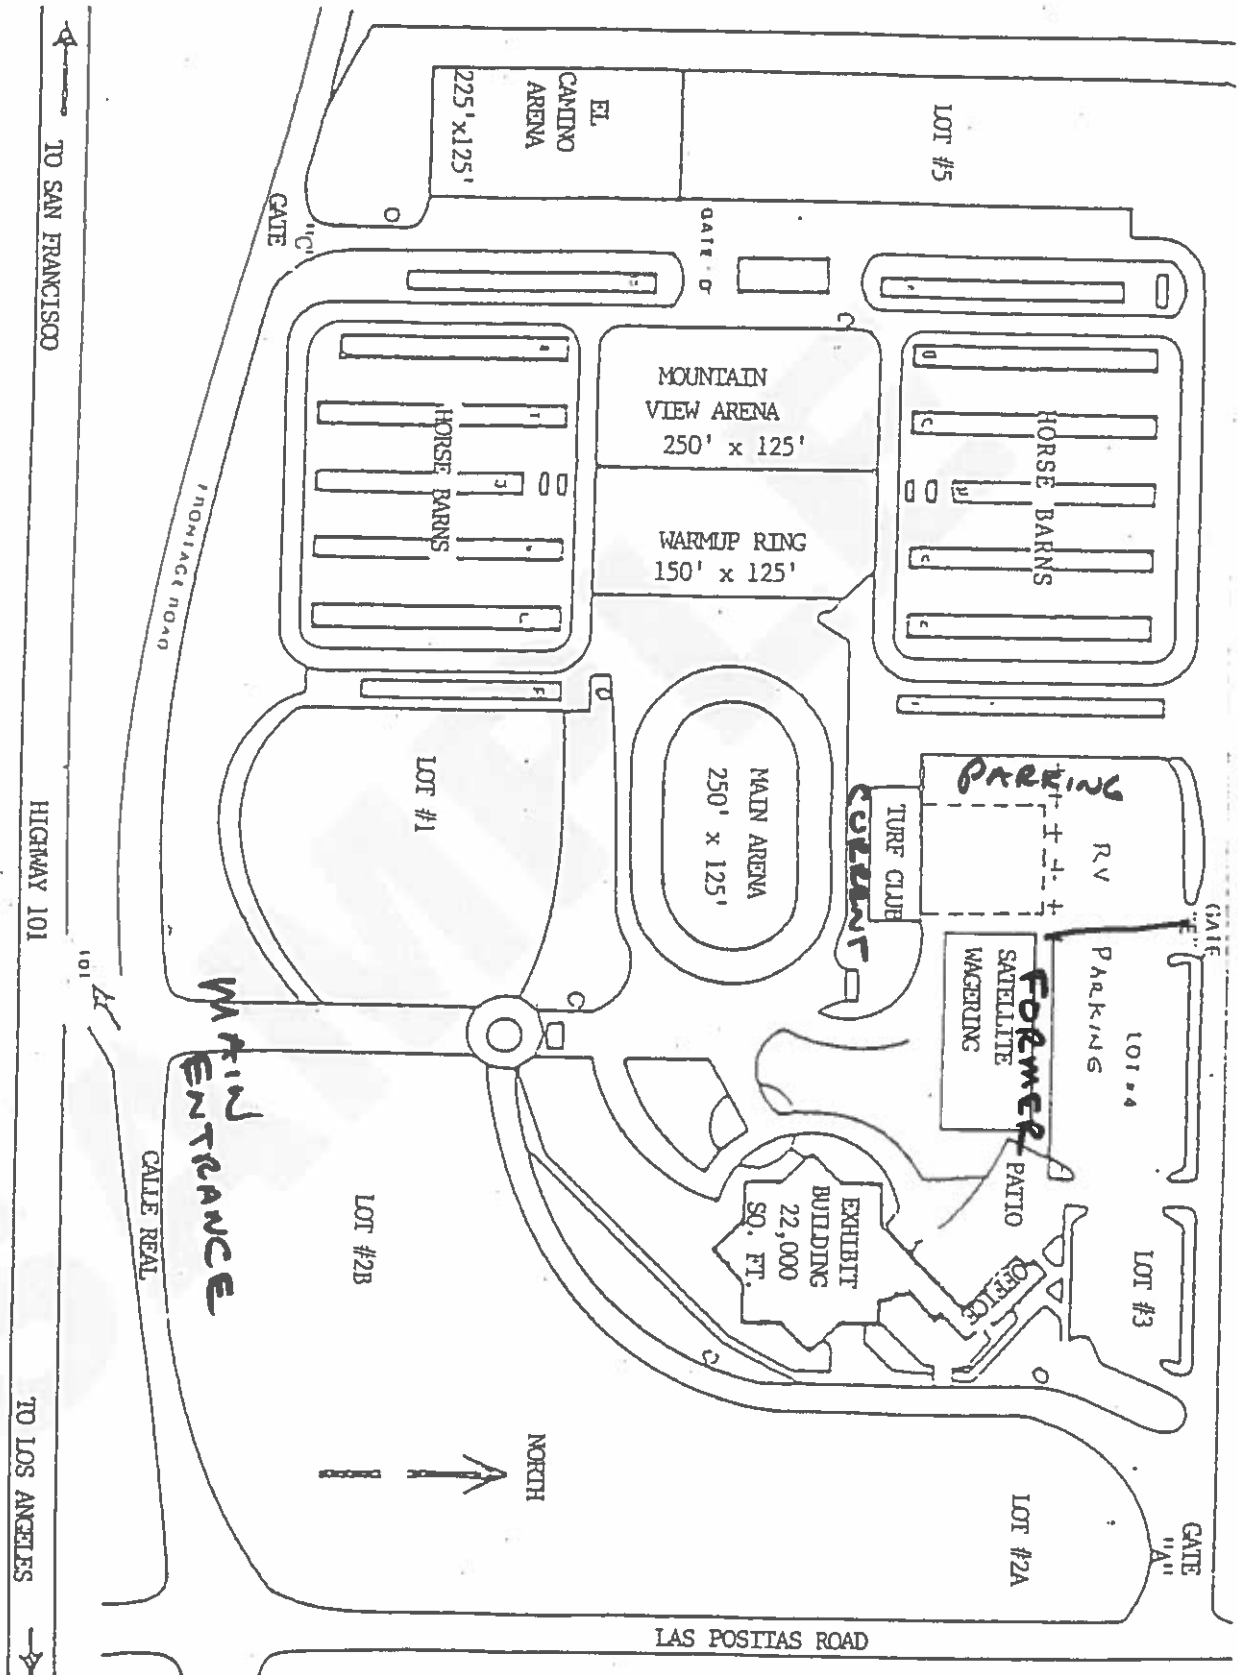 EL
CAMINO
ARENA
225'x125'
LOT #5
TO SAN FRANCISCO
GATE
"C"
GATE D
MOUNTAIN
VIEW ARENA
250' x 125'
HORSE BARNS
HORSE BARNS
WARMUP RING
150' x 125'
FRONTAGE ROAD
LOT #1
MAIN ARENA
250' x 125'
TURF CLUB
CURRENT
PARKING
RV
PARKING
LOT #4
GATE
"E"
SATELLITE
WAGERING
FORMER
HIGHWAY 101
101
MAIN
ENTRANCE
CALLE REAL
LOT #2B
EXHIBIT
BUILDING
22,000
SQ. FT.
PATIO
OFFICE
LOT #3
NORTH
LOT #2A
GATE
"A"
TO LOS ANGELES
LAS POSITAS ROAD